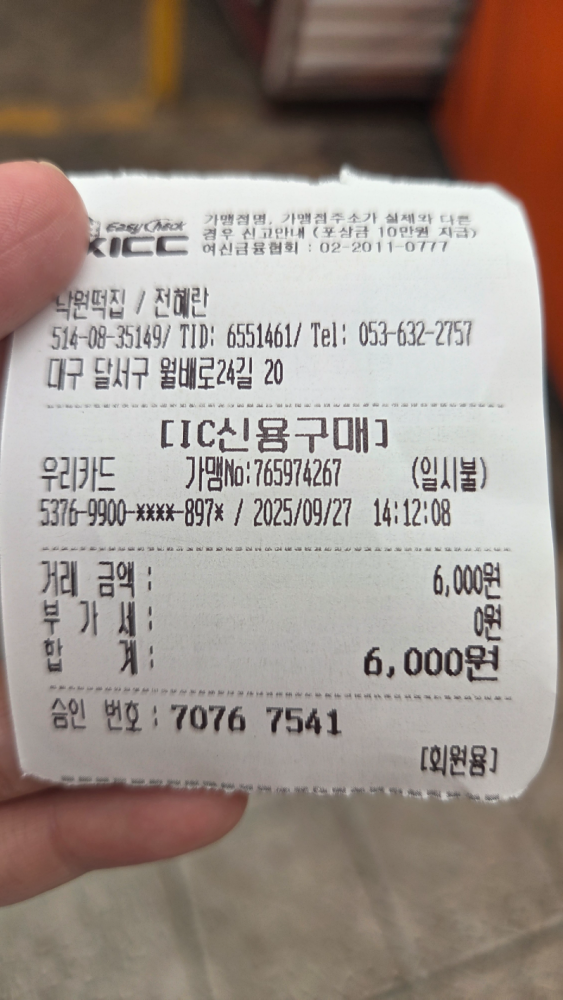 Easy Check
KICC
가맹점명, 가맹점주소가 실제와 다른
경우 신고안내 (포상금 10만원 지급)
여신금융협회 : 02-2011-0777
낙원떡집 / 전혜란
514-08-35149/ TID: 6551461/ Tel: 053-632-2757
대구 달서구 월배로24길 20
[IC신용구매]
우리카드 가맹No:765974267 (일시불)
5376-9900-****-897* / 2025/09/27 14:12:08
거래 금액 : 6,000원
부 가 세 : 0원
합 계 : 6,000원
승인 번호 : 7076 7541
[회원용]